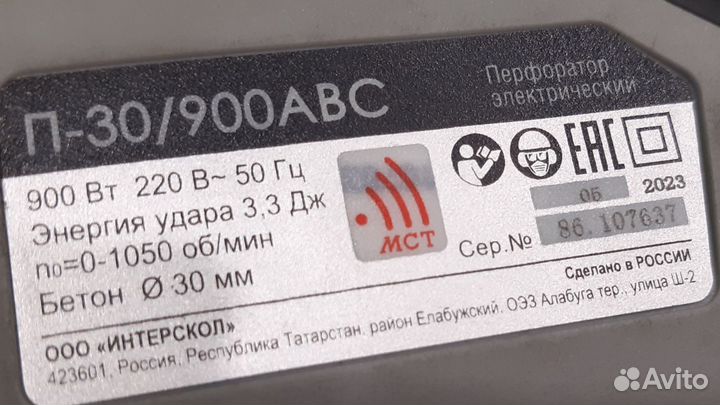 П-30/900АВС
Перфоратор
электрический
900 Вт 220 В~ 50 Гц
Энергия удара 3,3 Дж
n₀=0-1050 об/мин
Бетон Ø 30 мм
МСТ
EAC
05 2023
Сер.№ 86.107637
Сделано в РОССИИ
ООО «ИНТЕРСКОЛ»
423601, Россия, Республика Татарстан, район Елабужский, ОЭЗ Алабуга тер., улица Ш-2
Avito